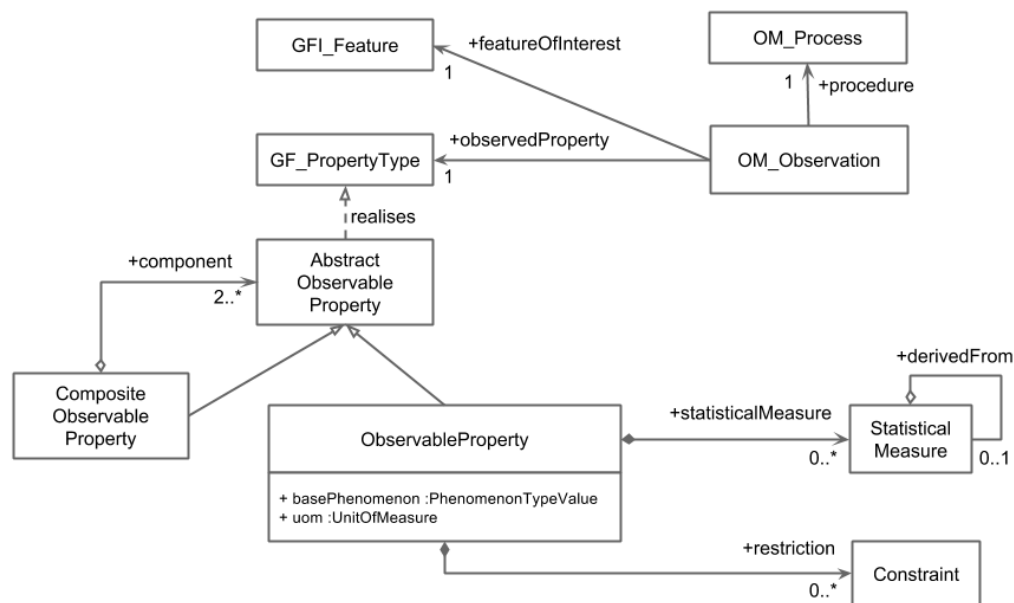 GFI_Feature
+featureOfInterest
1
OM_Process
1
+procedure
OM_Observation
+observedProperty
1
GF_PropertyType
realises
Abstract
Observable
Property
+component
2..*
Composite
Observable
Property
ObservableProperty
+ basePhenomenon :PhenomenonTypeValue
+ uom :UnitOfMeasure
+statisticalMeasure
0..*
+derivedFrom
Statistical
Measure
0..1
+restriction
0..*
Constraint